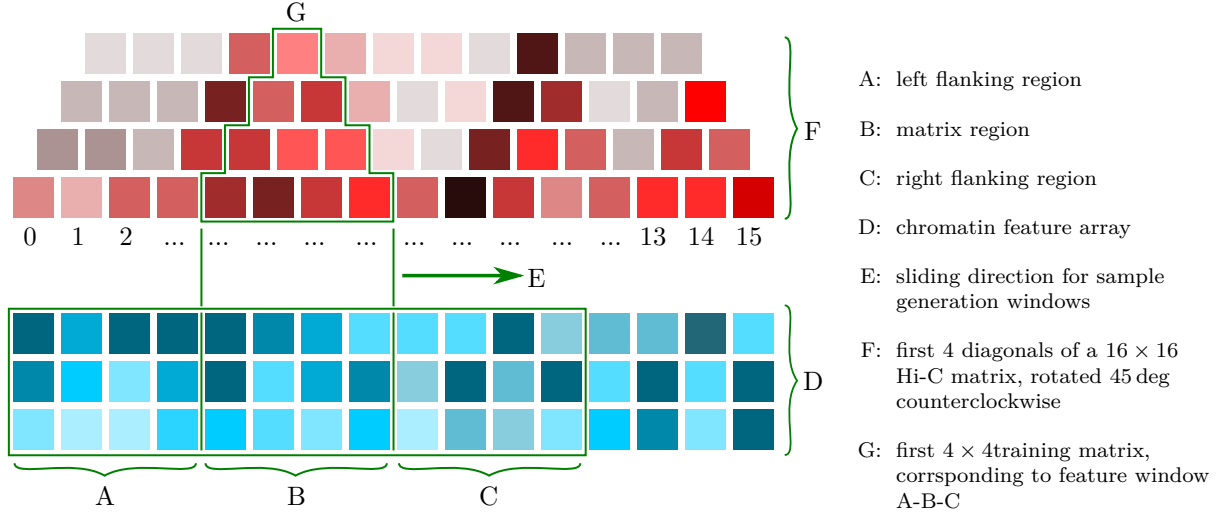 G
F
0 1 2 ... ... ... ... ... ... ... ... ... ... 13 14 15
E
D
A B C
A: left flanking region
B: matrix region
C: right flanking region
D: chromatin feature array
E: sliding direction for sample
generation windows
F: first 4 diagonals of a 16 × 16
Hi-C matrix, rotated 45 deg
counterclockwise
G: first 4 × 4training matrix,
corrsponding to feature window
A-B-C